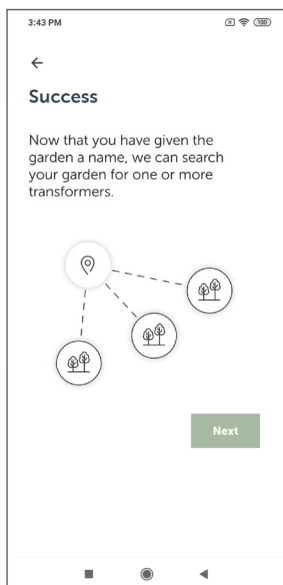 3:43 PM
100
Success
Now that you have given the
garden a name, we can search
your garden for one or more
transformers.
Next